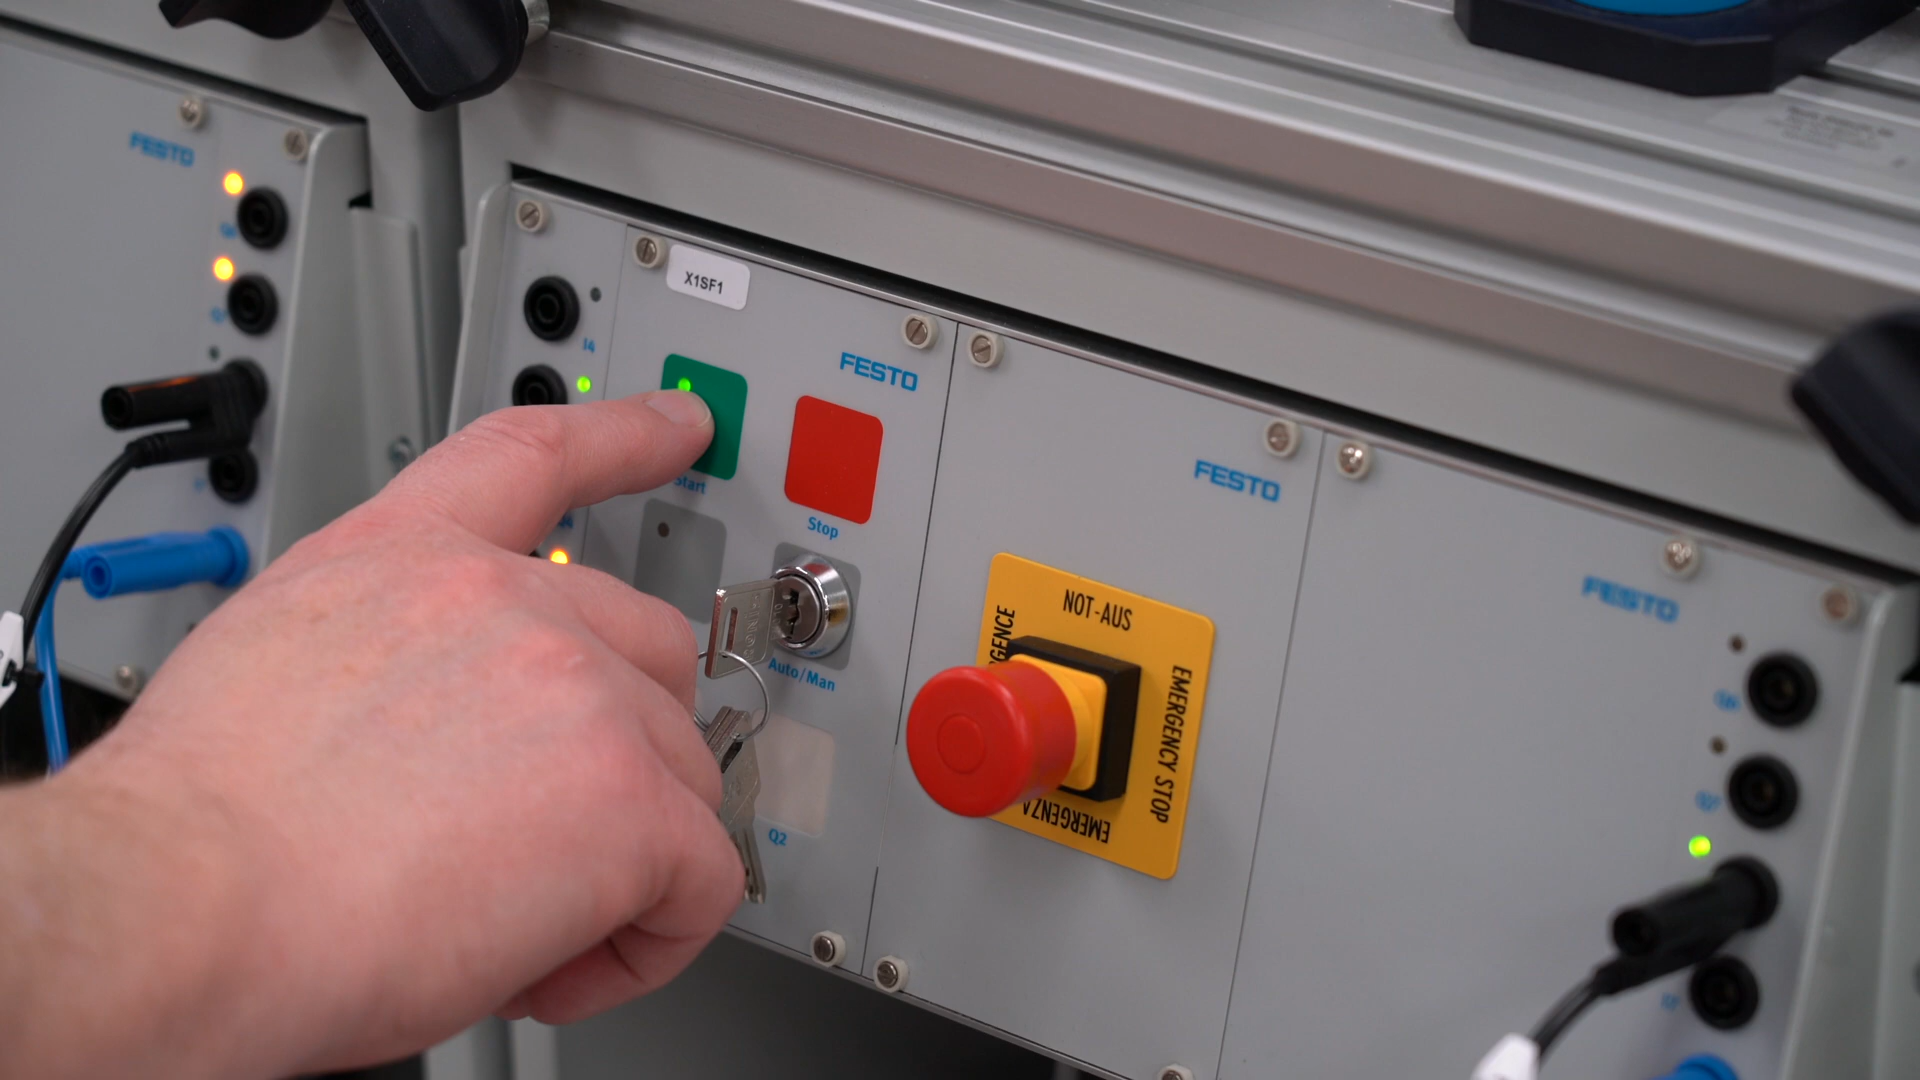 FESTO
X1SF1
I4
FESTO
Start
Stop
FESTO
NOT-AUS
EMERGENCY STOP
EMERGENZA
Auto/Man
Q2
FESTO